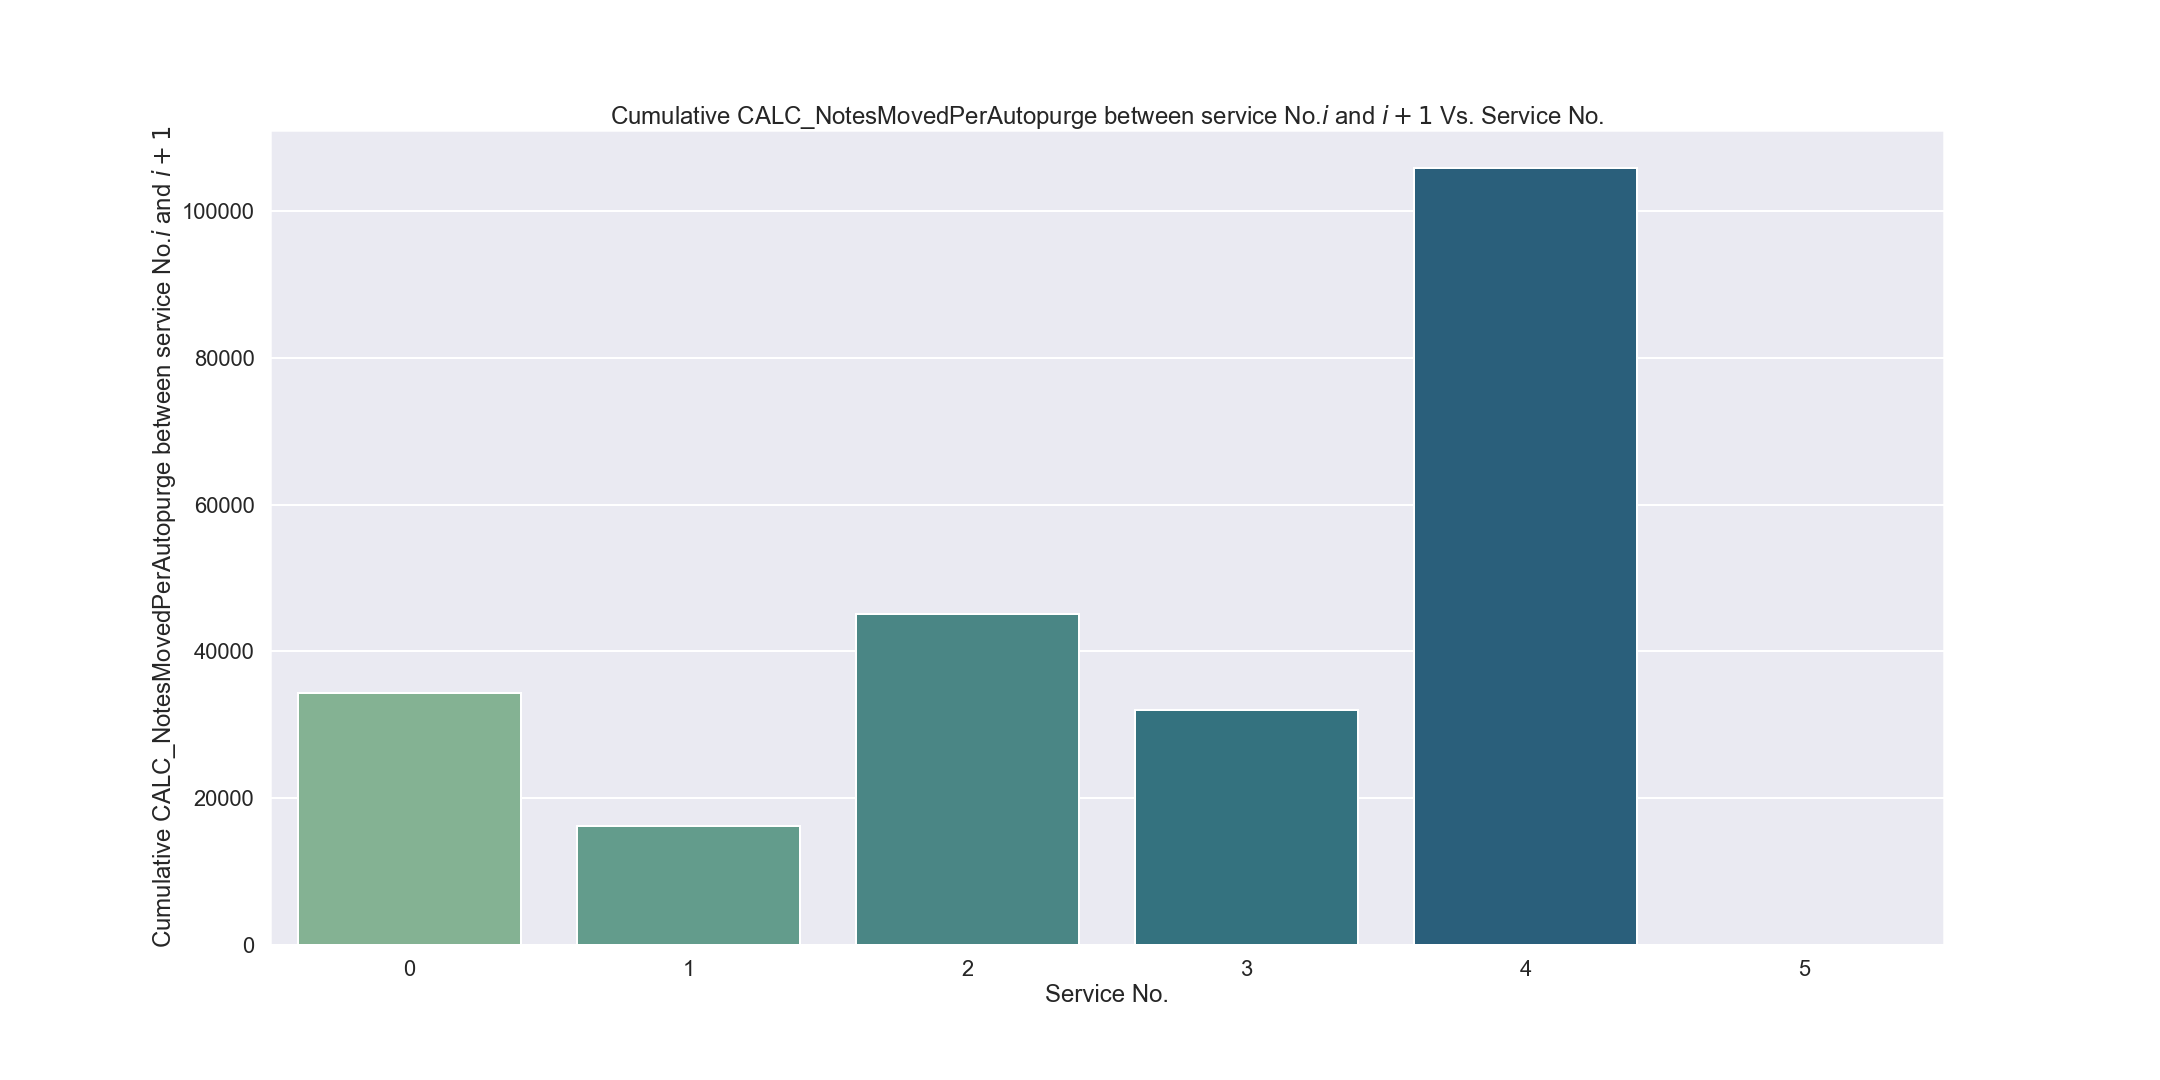 Cumulative CALC_NotesMovedPerAutopurge between service No.i and i + 1 Vs. Service No.
Cumulative CALC_NotesMovedPerAutopurge between service No.i and i + 1
100000
80000
60000
40000
20000
0
0 1 2 3 4 5
Service No.